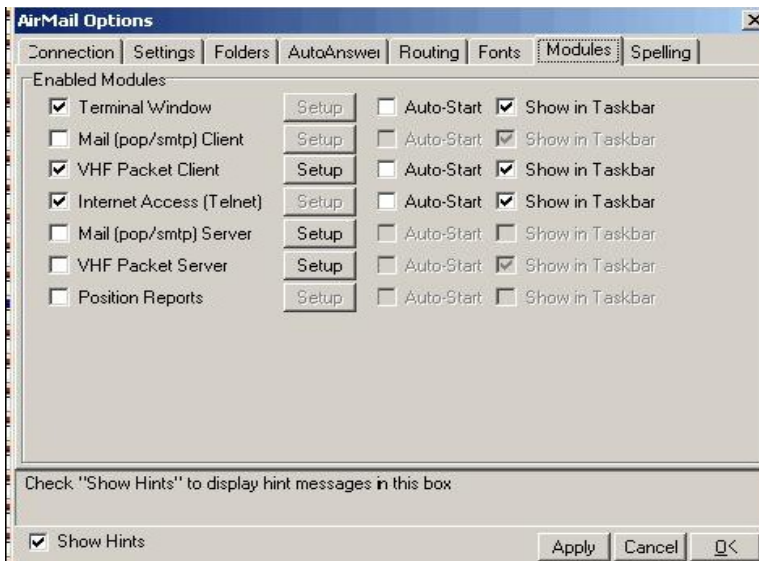 AirMail Options
Connection Settings Folders AutoAnswer Routing Fonts Modules Spelling
Enabled Modules
Terminal Window Setup Auto-Start Show in Taskbar
Mail (pop/smtp) Client Setup Auto-Start Show in Taskbar
VHF Packet Client Setup Auto-Start Show in Taskbar
Internet Access (Telnet) Setup Auto-Start Show in Taskbar
Mail (pop/smtp) Server Setup Auto-Start Show in Taskbar
VHF Packet Server Setup Auto-Start Show in Taskbar
Position Reports Setup Auto-Start Show in Taskbar
Check "Show Hints" to display hint messages in this box
Show Hints Apply Cancel OK